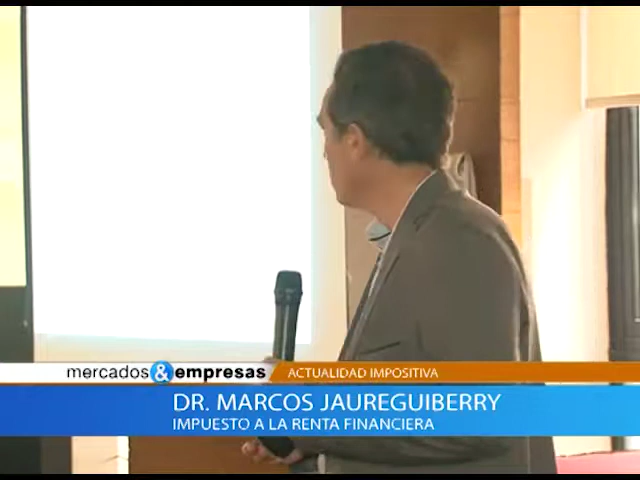 mercados&empresas
ACTUALIDAD IMPOSITIVA
DR. MARCOS JAUREGUIBERRY
IMPUESTO A LA RENTA FINANCIERA